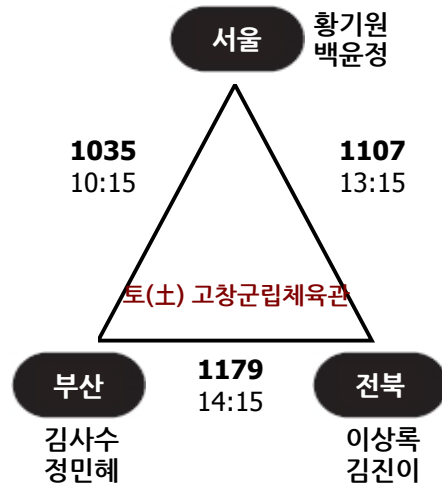 서울
황기원
백윤정
1035
10:15
1107
13:15
토(土) 고창군립체육관
부산
1179
14:15
전북
김사수
정민혜
이상록
김진이